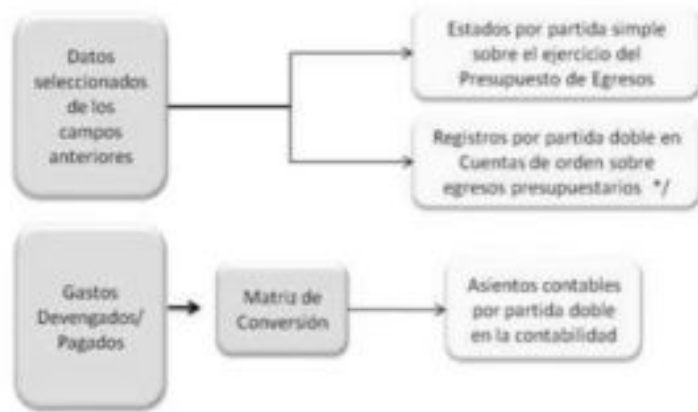 Datos
seleccionados
de los
campos
anteriores
Estados por partida simple
sobre el ejercicio del
Presupuesto de Egresos
Registros por partida doble en
Cuentas de orden sobre
egresos presupuestarios */
Gastos
Devengados/
Pagados
Matriz de
Conversión
Asientos contables
por partida doble
en la contabilidad